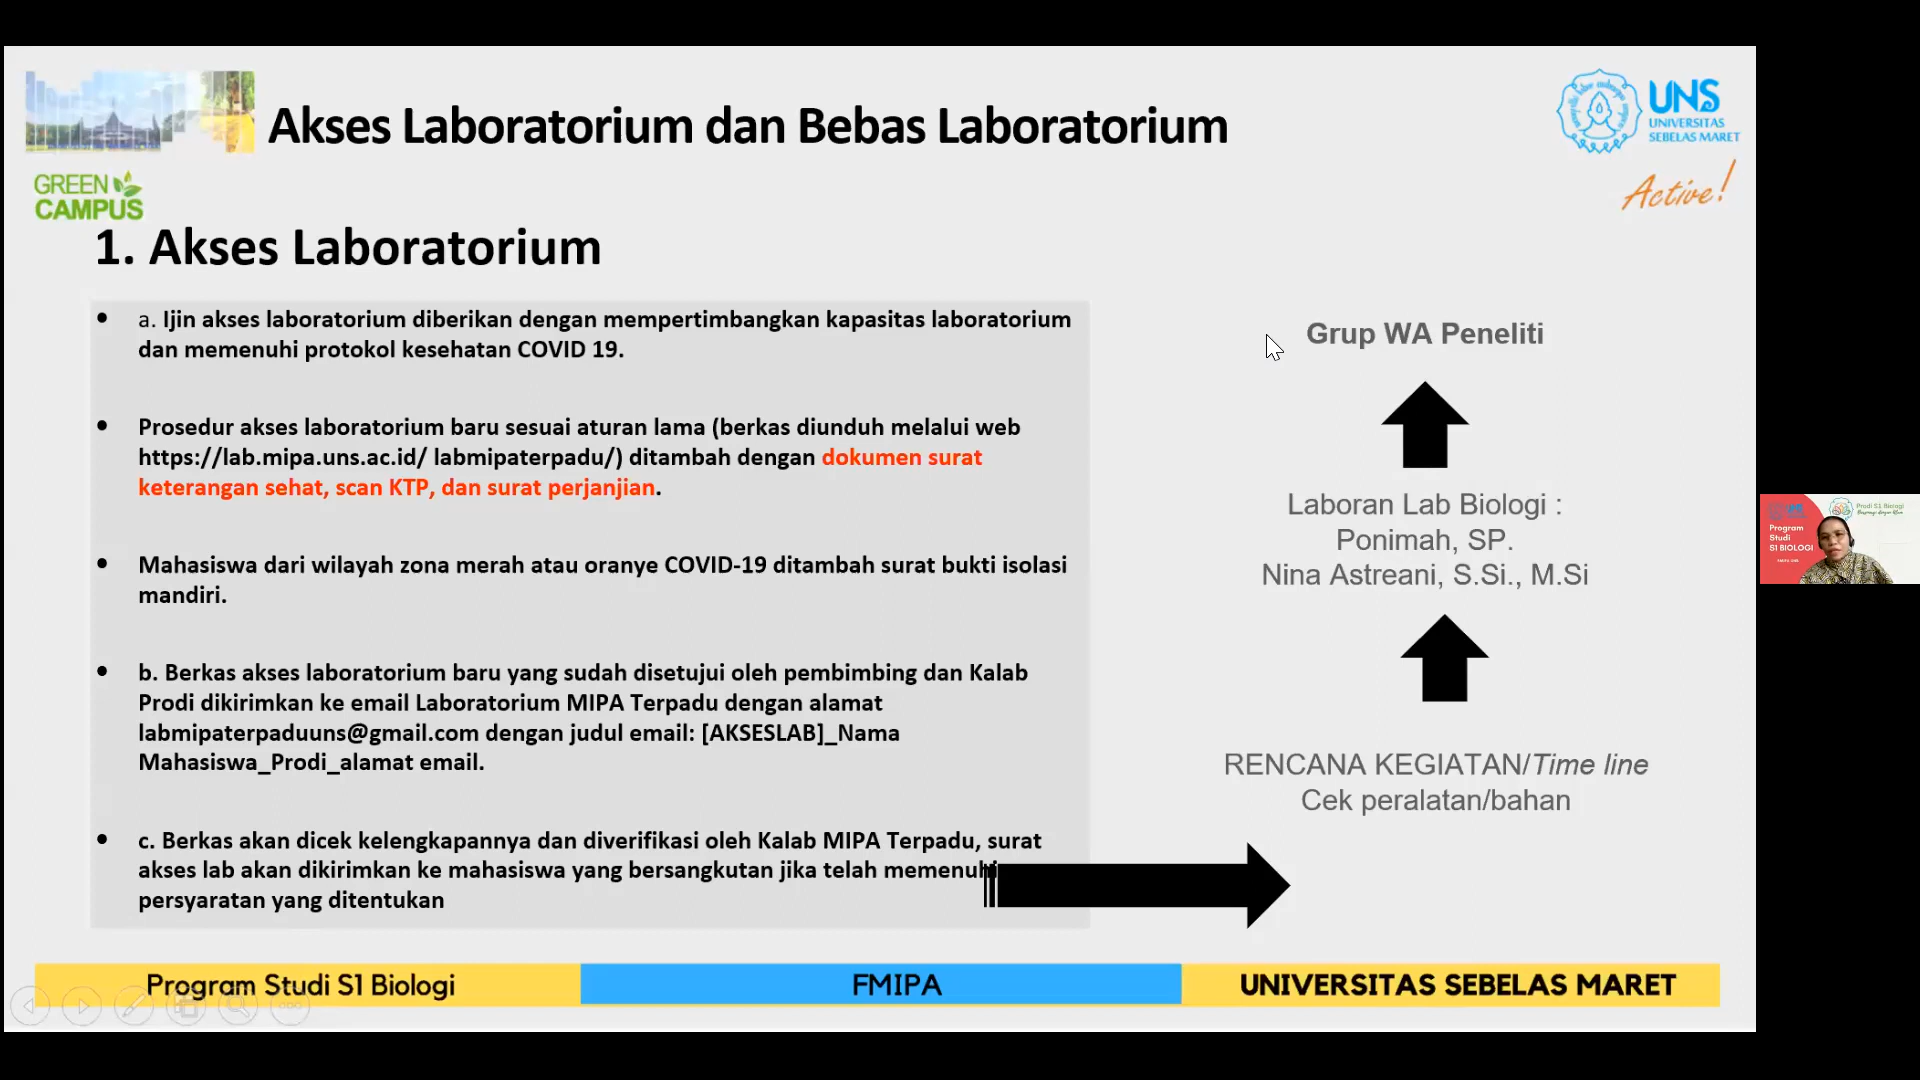 Akses Laboratorium dan Bebas Laboratorium
UNS
UNIVERSITAS
SEBELAS MARET
Active!
GREEN
CAMPUS
1. Akses Laboratorium
• a. Ijin akses laboratorium diberikan dengan mempertimbangkan kapasitas laboratorium
dan memenuhi protokol kesehatan COVID 19.
• Prosedur akses laboratorium baru sesuai aturan lama (berkas diunduh melalui web
https://lab.mipa.uns.ac.id/ labmipaterpadu/) ditambah dengan dokumen surat
keterangan sehat, scan KTP, dan surat perjanjian.
• Mahasiswa dari wilayah zona merah atau oranye COVID-19 ditambah surat bukti isolasi
mandiri.
• b. Berkas akses laboratorium baru yang sudah disetujui oleh pembimbing dan Kalab
Prodi dikirimkan ke email Laboratorium MIPA Terpadu dengan alamat
labmipaterpaduuns@gmail.com dengan judul email: [AKSESLAB]_Nama
Mahasiswa_Prodi_alamat email.
• c. Berkas akan dicek kelengkapannya dan diverifikasi oleh Kalab MIPA Terpadu, surat
akses lab akan dikirimkan ke mahasiswa yang bersangkutan jika telah memenuhi
persyaratan yang ditentukan
Grup WA Peneliti
Laboran Lab Biologi :
Ponimah, SP.
Nina Astreani, S.Si., M.Si
RENCANA KEGIATAN/Time line
Cek peralatan/bahan
Program Studi S1 Biologi
FMIPA
UNIVERSITAS SEBELAS MARET
Prodi S1 Biologi
Program
Studi
S1 BIOLOGI